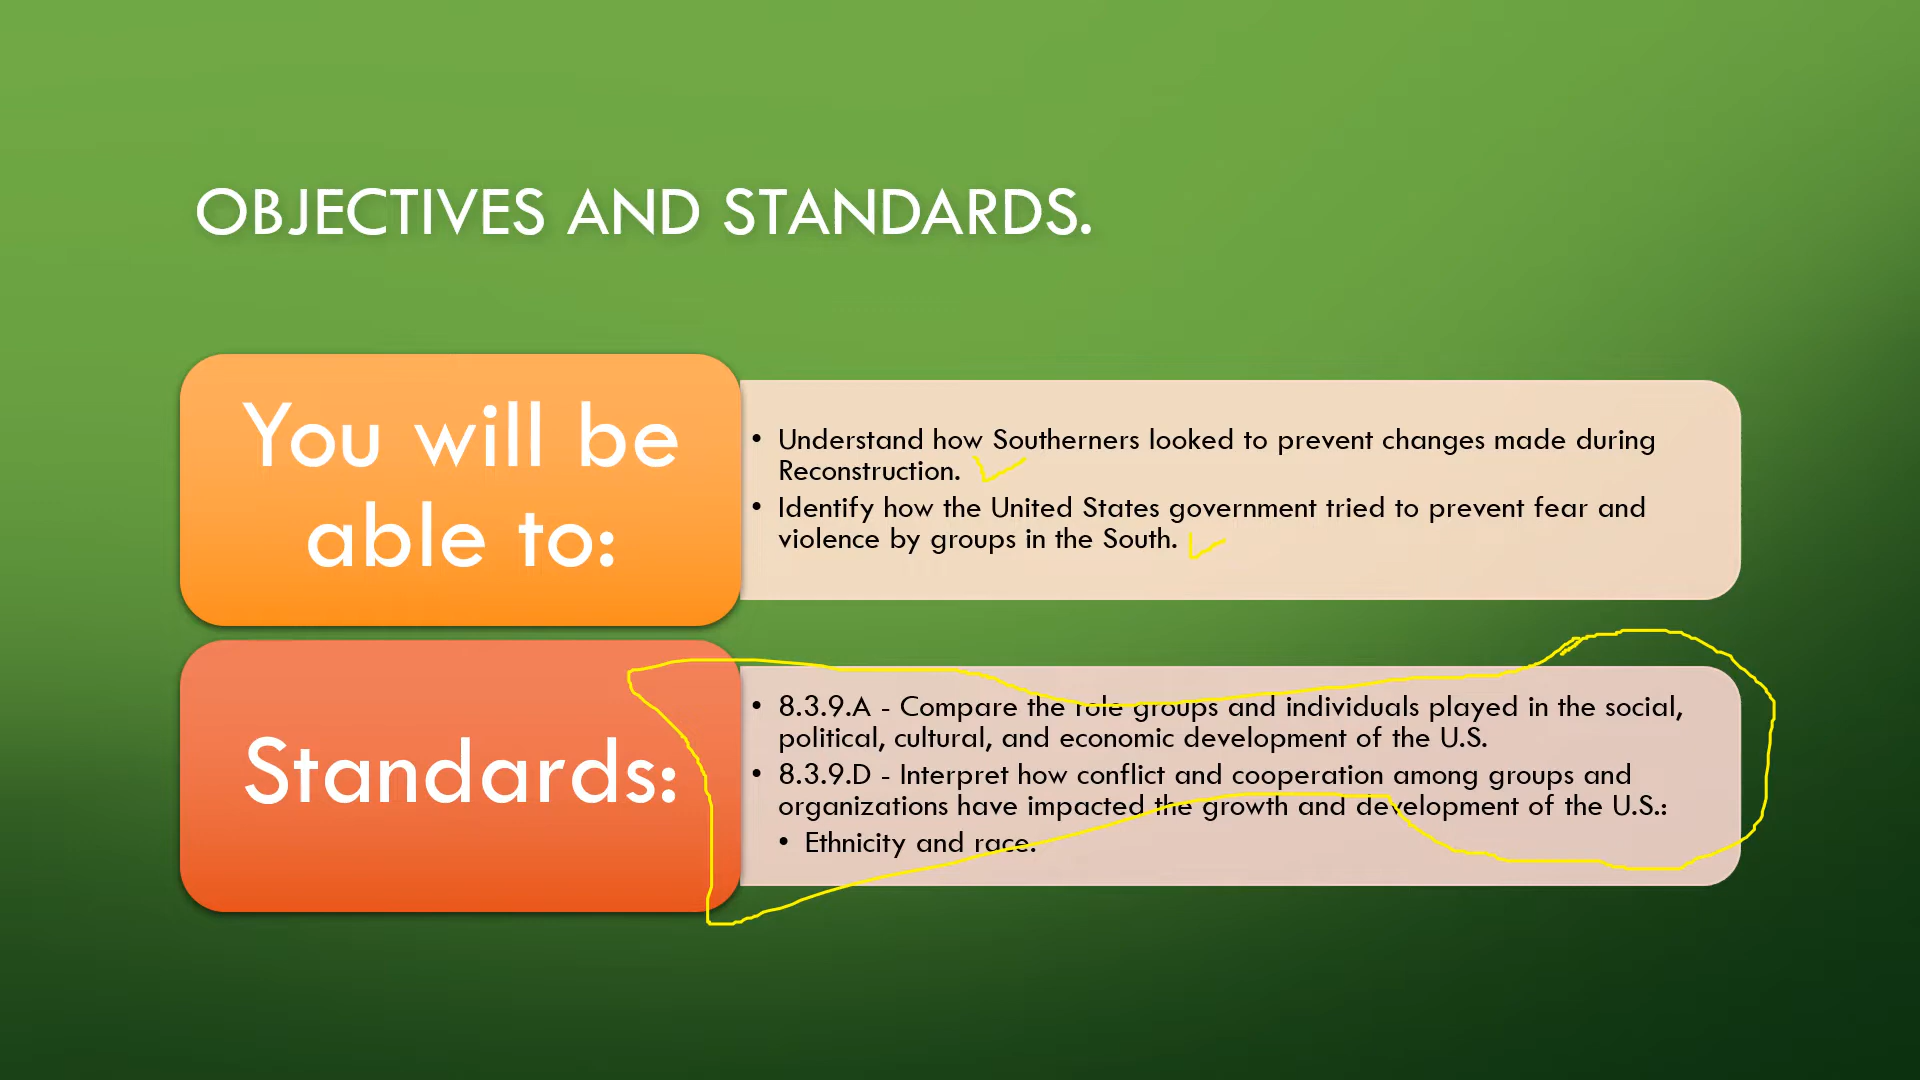 OBJECTIVES AND STANDARDS.
You will be
able to:
• Understand how Southerners looked to prevent changes made during
Reconstruction.
• Identify how the United States government tried to prevent fear and
violence by groups in the South.
Standards:
• 8.3.9.A - Compare the role groups and individuals played in the social,
political, cultural, and economic development of the U.S.
• 8.3.9.D - Interpret how conflict and cooperation among groups and
organizations have impacted the growth and development of the U.S.:
• Ethnicity and race.